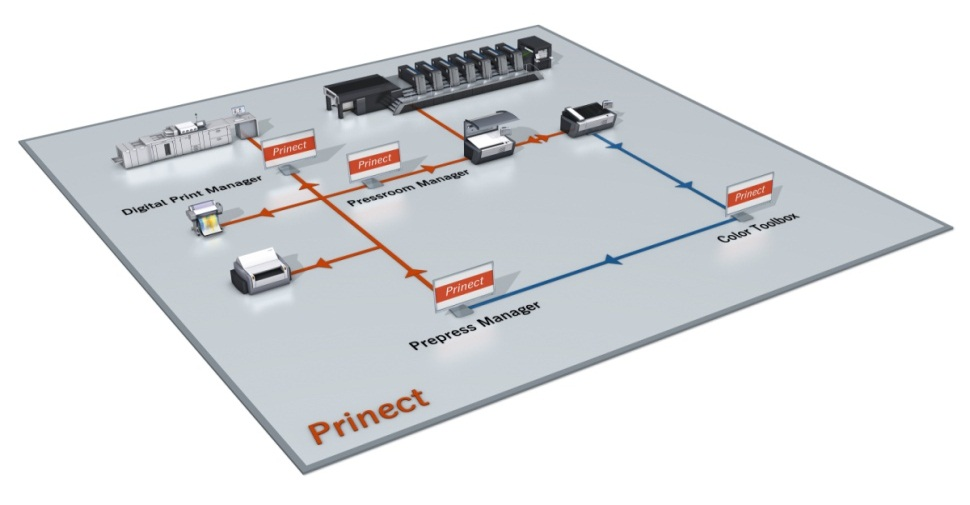 Prinect
Digital Print Manager
Prinect
Pressroom Manager
Prinect
Color Toolbox
Prinect
Prepress Manager
Prinect